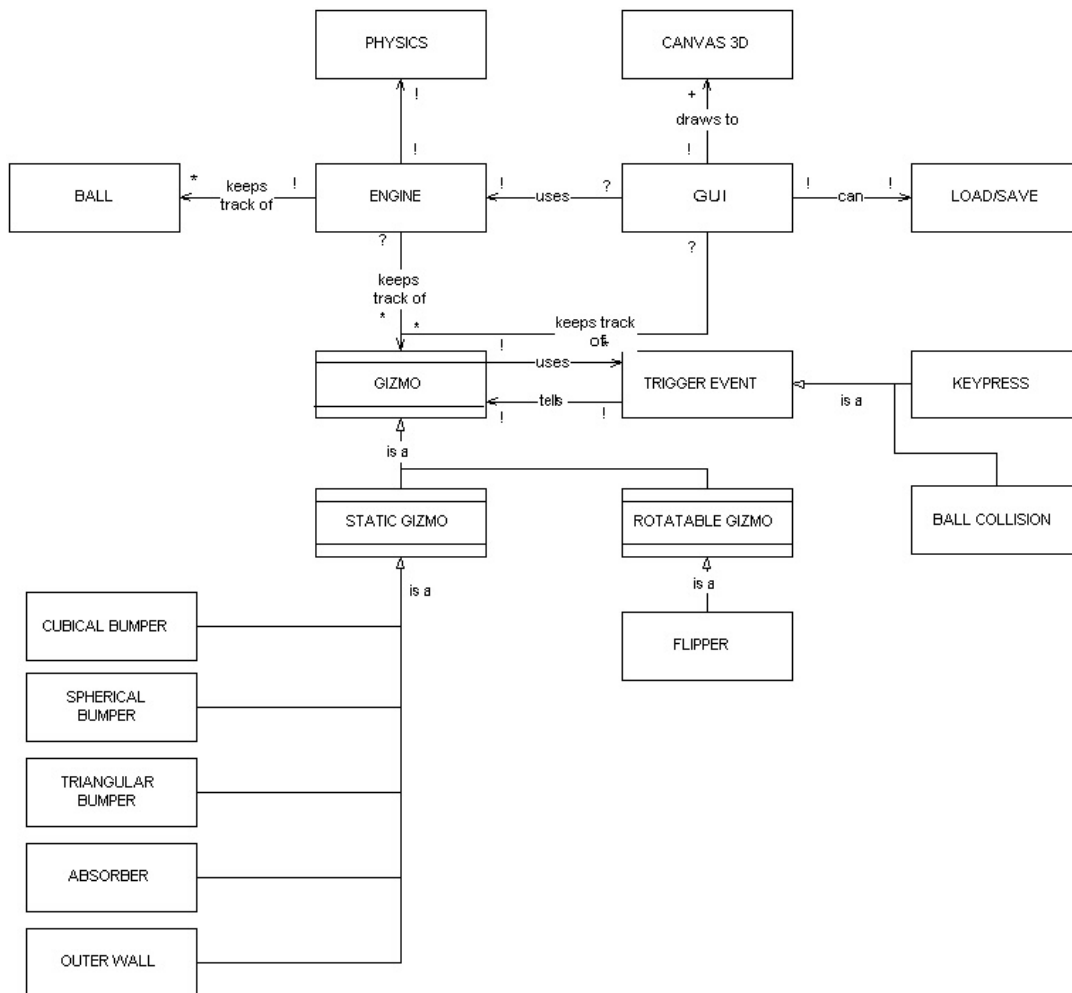 PHYSICS
CANVAS 3D
!
+
draws to
!
!
BALL
*
keeps
track of
!
ENGINE
!
uses
?
GUI
!
can
!
LOAD/SAVE
?
?
keeps
track of
*
*
keeps track
of
*
!
GIZMO
uses
TRIGGER EVENT
KEYPRESS
tells
!
!
is a
is a
STATIC GIZMO
ROTATABLE GIZMO
BALL COLLISION
is a
is a
CUBICAL BUMPER
FLIPPER
SPHERICAL
BUMPER
TRIANGULAR
BUMPER
ABSORBER
OUTER WALL